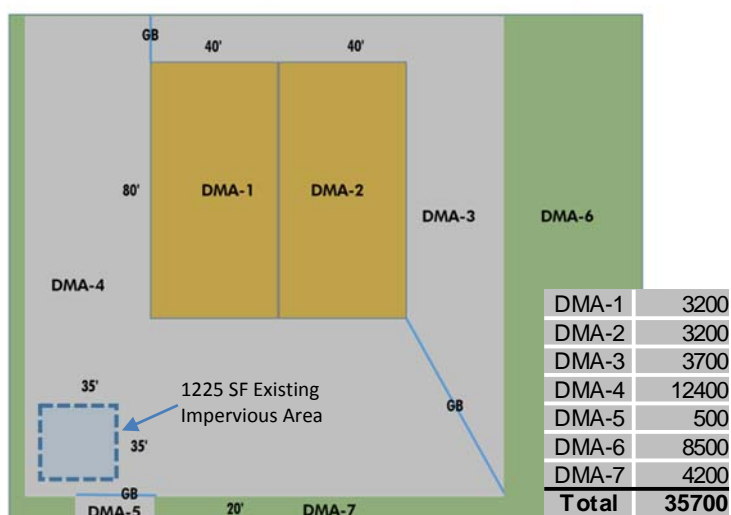 GB
40'
40'
80'
DMA-1
DMA-2
DMA-3
DMA-6
DMA-4
35'
1225 SF Existing
Impervious Area
35'
GB
GB
DMA-5
20'
DMA-7
DMA-1 3200
DMA-2 3200
DMA-3 3700
DMA-4 12400
DMA-5 500
DMA-6 8500
DMA-7 4200
Total 35700